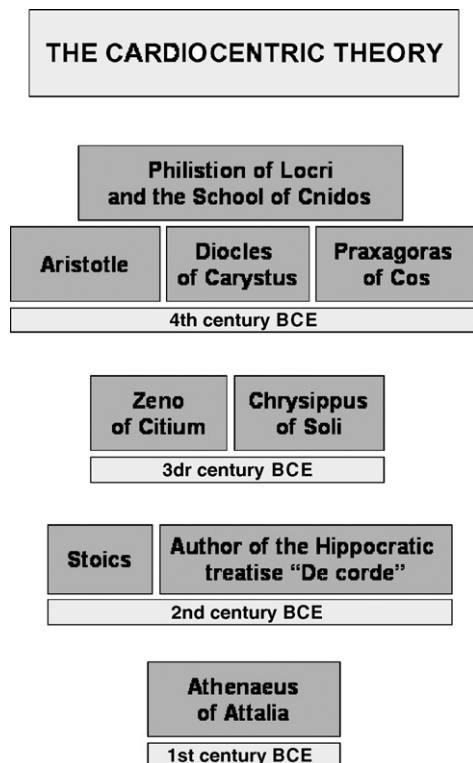 THE CARDIOCENTRIC THEORY
Philistion of Locri
and the School of Cnidos
Aristotle
Diocles
of Carystus
Praxagoras
of Cos
4th century BCE
Zeno
of Citium
Chrysippus
of Soli
3dr century BCE
Stoics
Author of the Hippocratic
treatise “De corde”
2nd century BCE
Athenaeus
of Attalia
1st century BCE